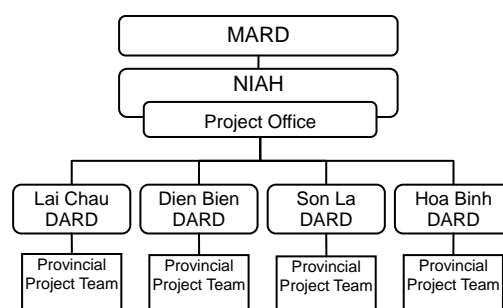 MARD
NIAH
Project Office
Lai Chau
DARD
Dien Bien
DARD
Son La
DARD
Hoa Binh
DARD
Provincial
Project Team
Provincial
Project Team
Provincial
Project Team
Provincial
Project Team